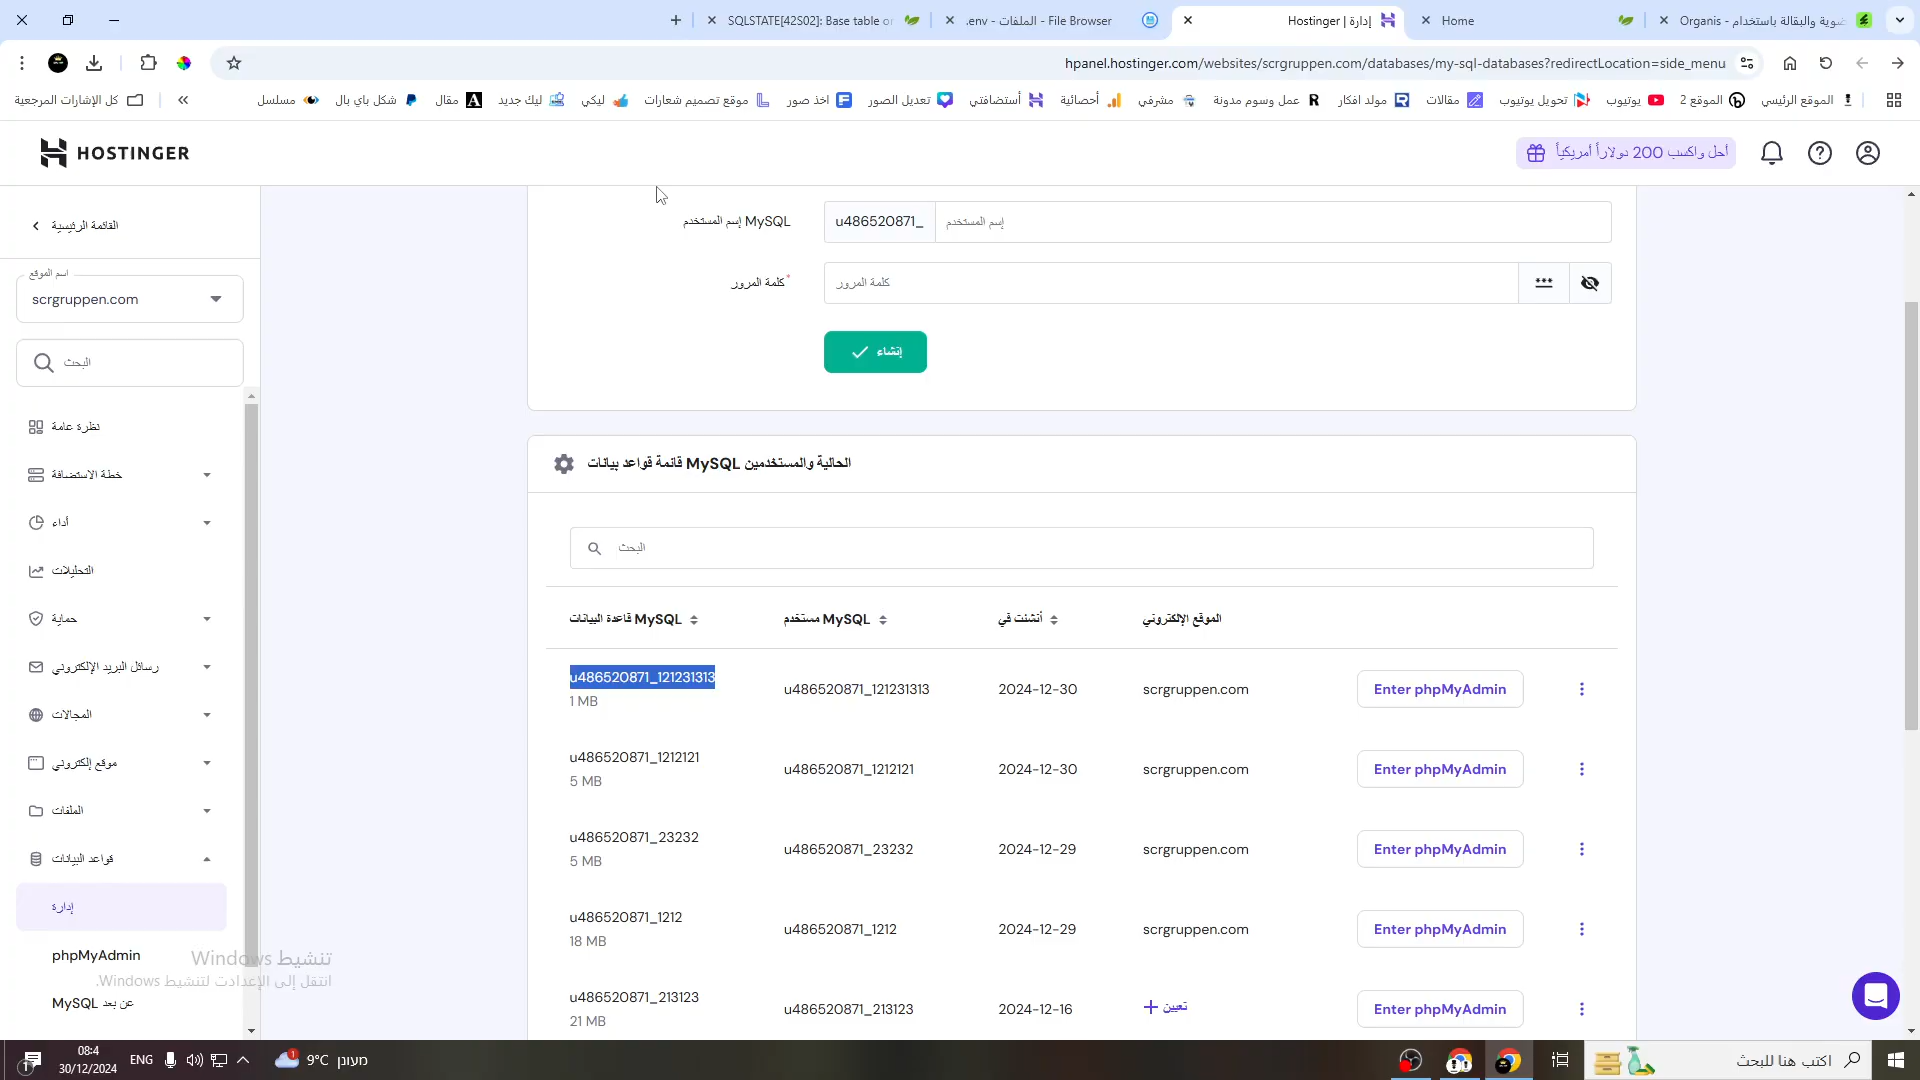 SQLSTATE[42S02]: Base table or
.env - الملفات - File Browser
Hostinger | إدارة
Home
Organis - ضوية والبقالة باستخدام
hpanel.hostinger.com/websites/scrgruppen.com/databases/my-sql-databases?redirectLocation=side_menu
كل الإشارات المرجعية
مسلسل
شكل باي بال
مقال
ليك جديد
ليكي
موقع تصميم شعارات
اخذ صور
تعديل الصور
أستضافتي
أحصائية
مشرفي
عمل وسوم مدونة
مولد افكار
مقالات
تحويل يوتيوب
يوتيوب
الموقع 2
الموقع الرئيسي
HOSTINGER
أحل واكسب 200 دولارأ أمريكياً
القائمة الرئيسية
اسم الموقع
scrgruppen.com
البحث
نظرة عامة
خطة الاستضافة
أداء
التحليلات
حماية
رسائل البريد الإلكتروني
المجالات
موقع إلكتروني
الملفات
قواعد البيانات
إدارة
phpMyAdmin
عن بعد MySQL
MySQL إسم المستخدم
u486520871_
إسم المستخدم
كلمة المرور*
كلمة المرور
إنشاء
الحالية والمستخدمين MySQL قائمة قواعد بيانات
البحث
MySQL قاعدة البيانات
MySQL مستخدم
أنشئت في
الموقع الإلكتروني
u486520871_121231313
1 MB
u486520871_121231313
2024-12-30
scrgruppen.com
Enter phpMyAdmin
u486520871_1212121
5 MB
u486520871_1212121
2024-12-30
scrgruppen.com
Enter phpMyAdmin
u486520871_23232
5 MB
u486520871_23232
2024-12-29
scrgruppen.com
Enter phpMyAdmin
u486520871_1212
18 MB
u486520871_1212
2024-12-29
scrgruppen.com
Enter phpMyAdmin
u486520871_213123
21 MB
u486520871_213123
2024-12-16
تعيين
Enter phpMyAdmin
تنشيط Windows
انتقل إلى الإعدادت لتنشيط Windows.
1
08:4
30/12/2024
ENG
1
9°C
מעונן
اكتب هنا للبحث